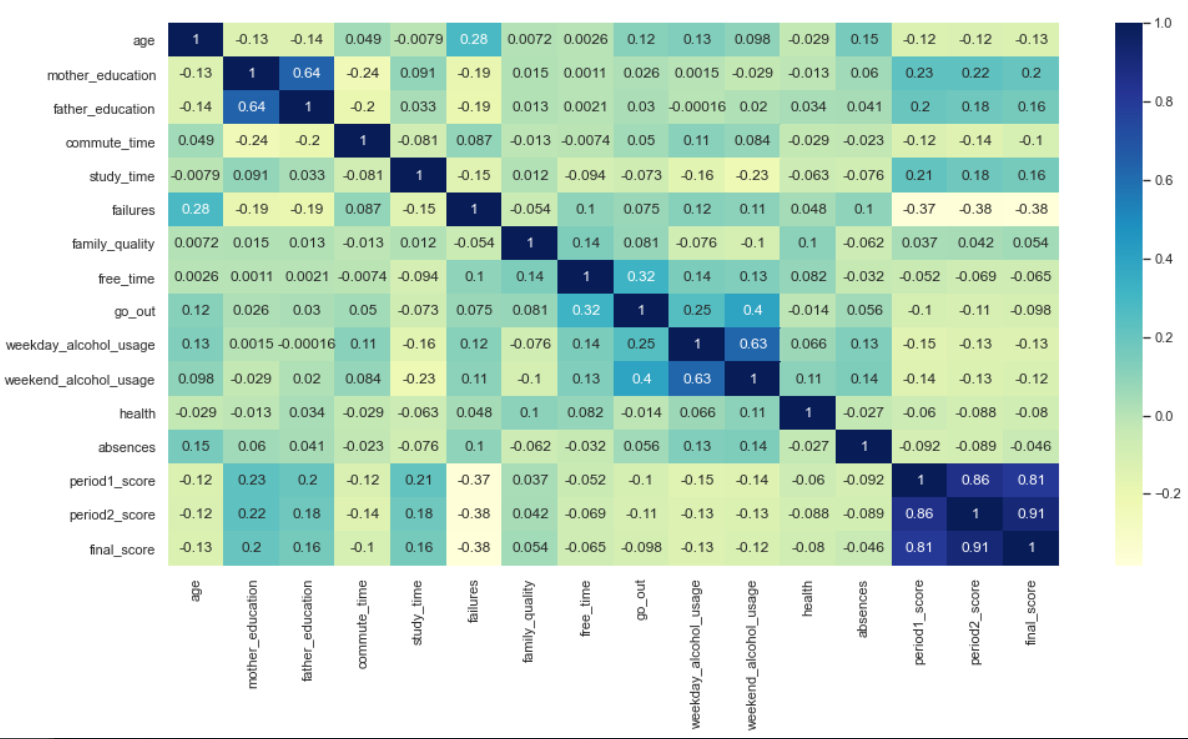 age 1 -0.13 -0.14 0.049 -0.0079 0.28 0.0072 0.0026 0.12 0.13 0.098 -0.029 0.15 -0.12 -0.12 -0.13
mother_education -0.13 1 0.64 -0.24 0.091 -0.19 0.015 0.0011 0.026 0.0015 -0.029 -0.013 0.06 0.23 0.22 0.2
father_education -0.14 0.64 1 -0.2 0.033 -0.19 0.013 0.0021 0.03 -0.00016 0.02 0.034 0.041 0.2 0.18 0.16
commute_time 0.049 -0.24 -0.2 1 -0.081 0.087 -0.013 -0.0074 0.05 0.11 0.084 -0.029 -0.023 -0.12 -0.14 -0.1
study_time -0.0079 0.091 0.033 -0.081 1 -0.15 0.012 -0.094 -0.073 -0.16 -0.23 -0.063 -0.076 0.21 0.18 0.16
failures 0.28 -0.19 -0.19 0.087 -0.15 1 -0.054 0.1 0.075 0.12 0.11 0.048 0.1 -0.37 -0.38 -0.38
family_quality 0.0072 0.015 0.013 -0.013 0.012 -0.054 1 0.14 0.081 -0.076 -0.1 0.1 -0.062 0.037 0.042 0.054
free_time 0.0026 0.0011 0.0021 -0.0074 -0.094 0.1 0.14 1 0.32 0.14 0.13 0.082 -0.032 -0.052 -0.069 -0.065
go_out 0.12 0.026 0.03 0.05 -0.073 0.075 0.081 0.32 1 0.25 0.4 -0.014 0.056 -0.1 -0.11 -0.098
weekday_alcohol_usage 0.13 0.0015 -0.00016 0.11 -0.16 0.12 -0.076 0.14 0.25 1 0.63 0.066 0.13 -0.15 -0.13 -0.13
weekend_alcohol_usage 0.098 -0.029 0.02 0.084 -0.23 0.11 -0.1 0.13 0.4 0.63 1 0.11 0.14 -0.14 -0.13 -0.12
health -0.029 -0.013 0.034 -0.029 -0.063 0.048 0.1 0.082 -0.014 0.066 0.11 1 -0.027 -0.06 -0.088 -0.08
absences 0.15 0.06 0.041 -0.023 -0.076 0.1 -0.062 -0.032 0.056 0.13 0.14 -0.027 1 -0.092 -0.089 -0.046
period1_score -0.12 0.23 0.2 -0.12 0.21 -0.37 0.037 -0.052 -0.1 -0.15 -0.14 -0.06 -0.092 1 0.86 0.81
period2_score -0.12 0.22 0.18 -0.14 0.18 -0.38 0.042 -0.069 -0.11 -0.13 -0.13 -0.088 -0.089 0.86 1 0.91
final_score -0.13 0.2 0.16 -0.1 0.16 -0.38 0.054 -0.065 -0.098 -0.13 -0.12 -0.08 -0.046 0.81 0.91 1
age
mother_education
father_education
commute_time
study_time
failures
family_quality
free_time
go_out
weekday_alcohol_usage
weekend_alcohol_usage
health
absences
period1_score
period2_score
final_score
1.0
0.8
0.6
0.4
0.2
0.0
-0.2